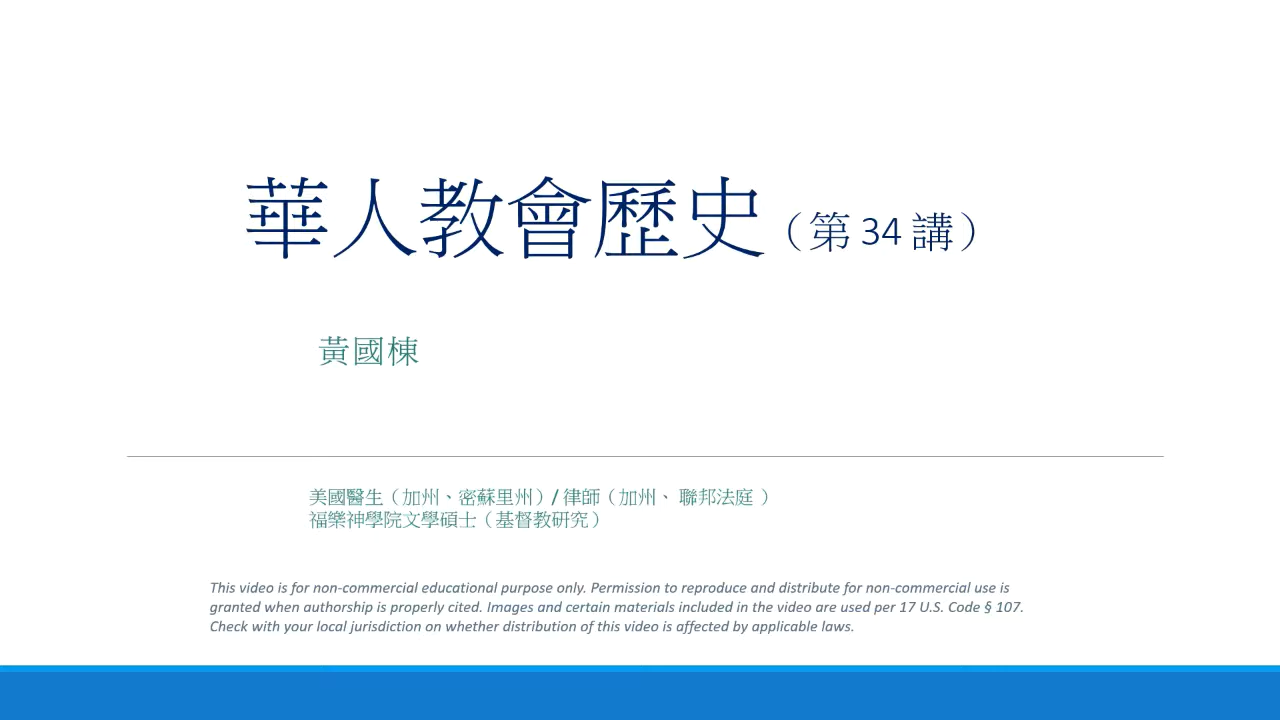 華人教會歷史（第 34 講）
黃國棟
美國醫生（加州、密蘇里州）/ 律師（加州、 聯邦法庭 ）
福樂神學院文學碩士（基督教研究）
This video is for non-commercial educational purpose only. Permission to reproduce and distribute for non-commercial use is
granted when authorship is properly cited. Images and certain materials included in the video are used per 17 U.S. Code § 107.
Check with your local jurisdiction on whether distribution of this video is affected by applicable laws.